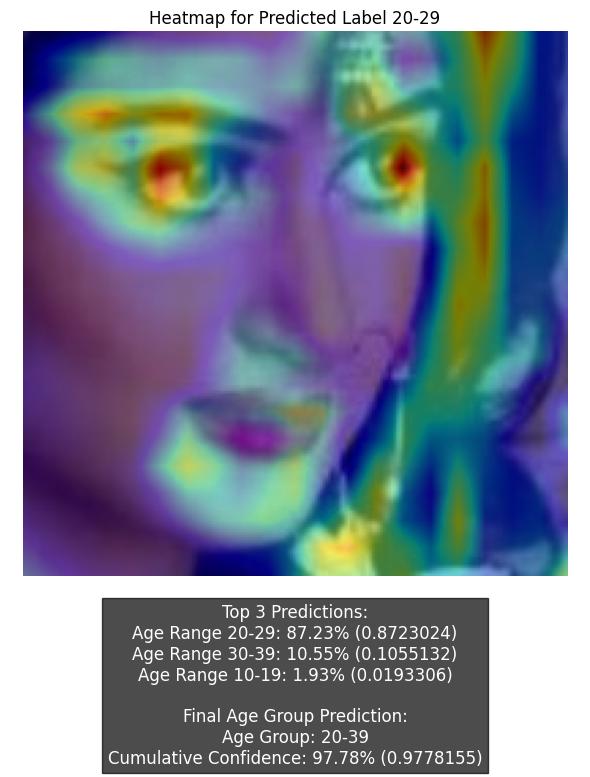 Heatmap for Predicted Label 20-29
Top 3 Predictions:
Age Range 20-29: 87.23% (0.8723024)
Age Range 30-39: 10.55% (0.1055132)
Age Range 10-19: 1.93% (0.0193306)
Final Age Group Prediction:
Age Group: 20-39
Cumulative Confidence: 97.78% (0.9778155)